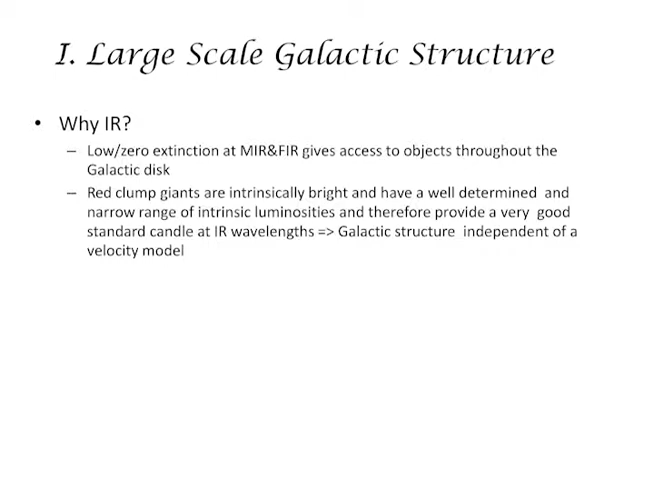 I. Large Scale Galactic Structure
• Why IR?
– Low/zero extinction at MIR&FIR gives access to objects throughout the
Galactic disk
– Red clump giants are intrinsically bright and have a well determined and
narrow range of intrinsic luminosities and therefore provide a very good
standard candle at IR wavelengths => Galactic structure independent of a
velocity model